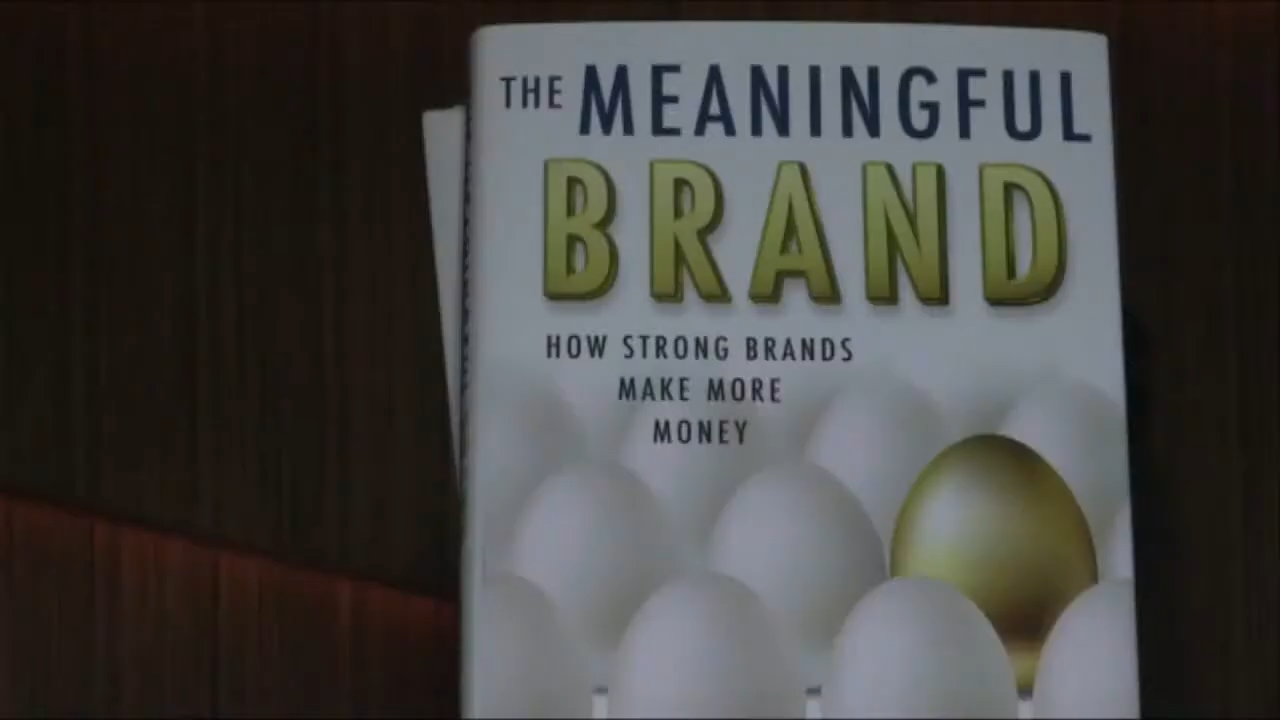 THE MEANINGFUL
BRAND
HOW STRONG BRANDS
MAKE MORE
MONEY